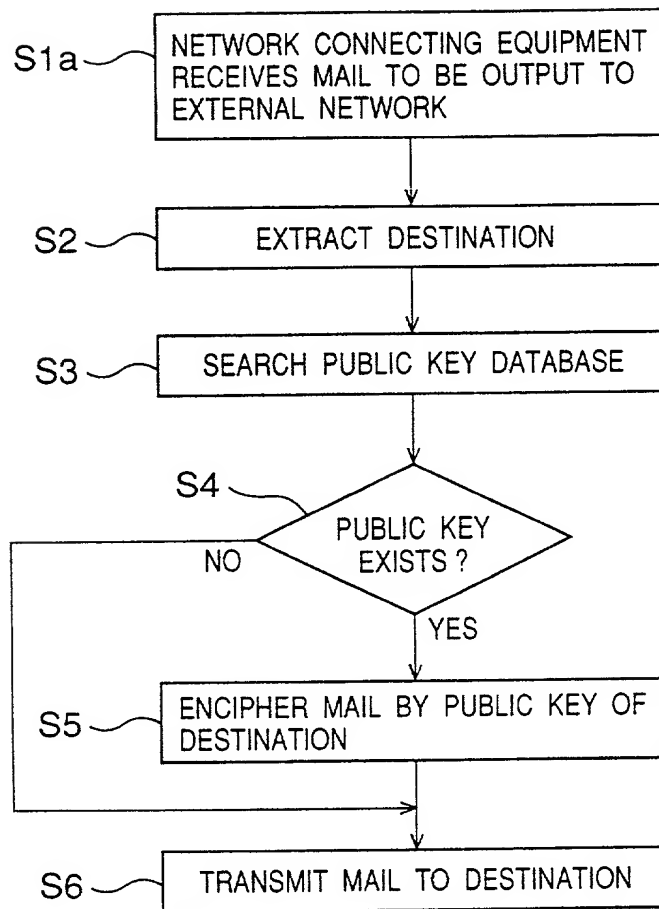 S1a
NETWORK CONNECTING EQUIPMENT
RECEIVES MAIL TO BE OUTPUT TO
EXTERNAL NETWORK
S2
EXTRACT DESTINATION
S3
SEARCH PUBLIC KEY DATABASE
S4
PUBLIC KEY
EXISTS ?
NO
YES
S5
ENCIPHER MAIL BY PUBLIC KEY OF
DESTINATION
S6
TRANSMIT MAIL TO DESTINATION